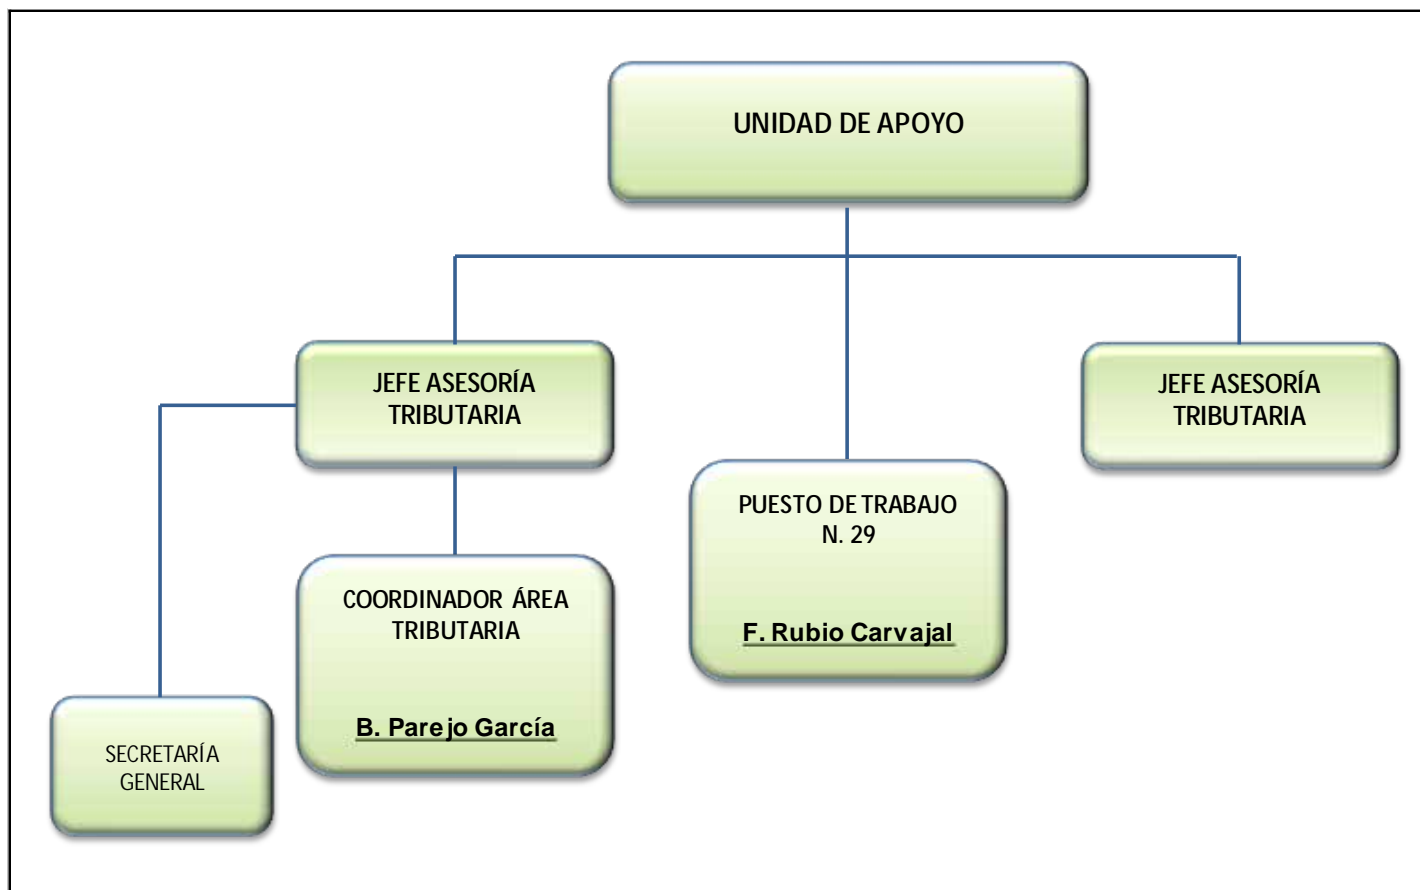 UNIDAD DE APOYO
JEFE ASESORÍA
TRIBUTARIA
JEFE ASESORÍA
TRIBUTARIA
PUESTO DE TRABAJO
N. 29
F. Rubio Carvajal
COORDINADOR ÁREA
TRIBUTARIA
B. Parejo García
SECRETARÍA
GENERAL